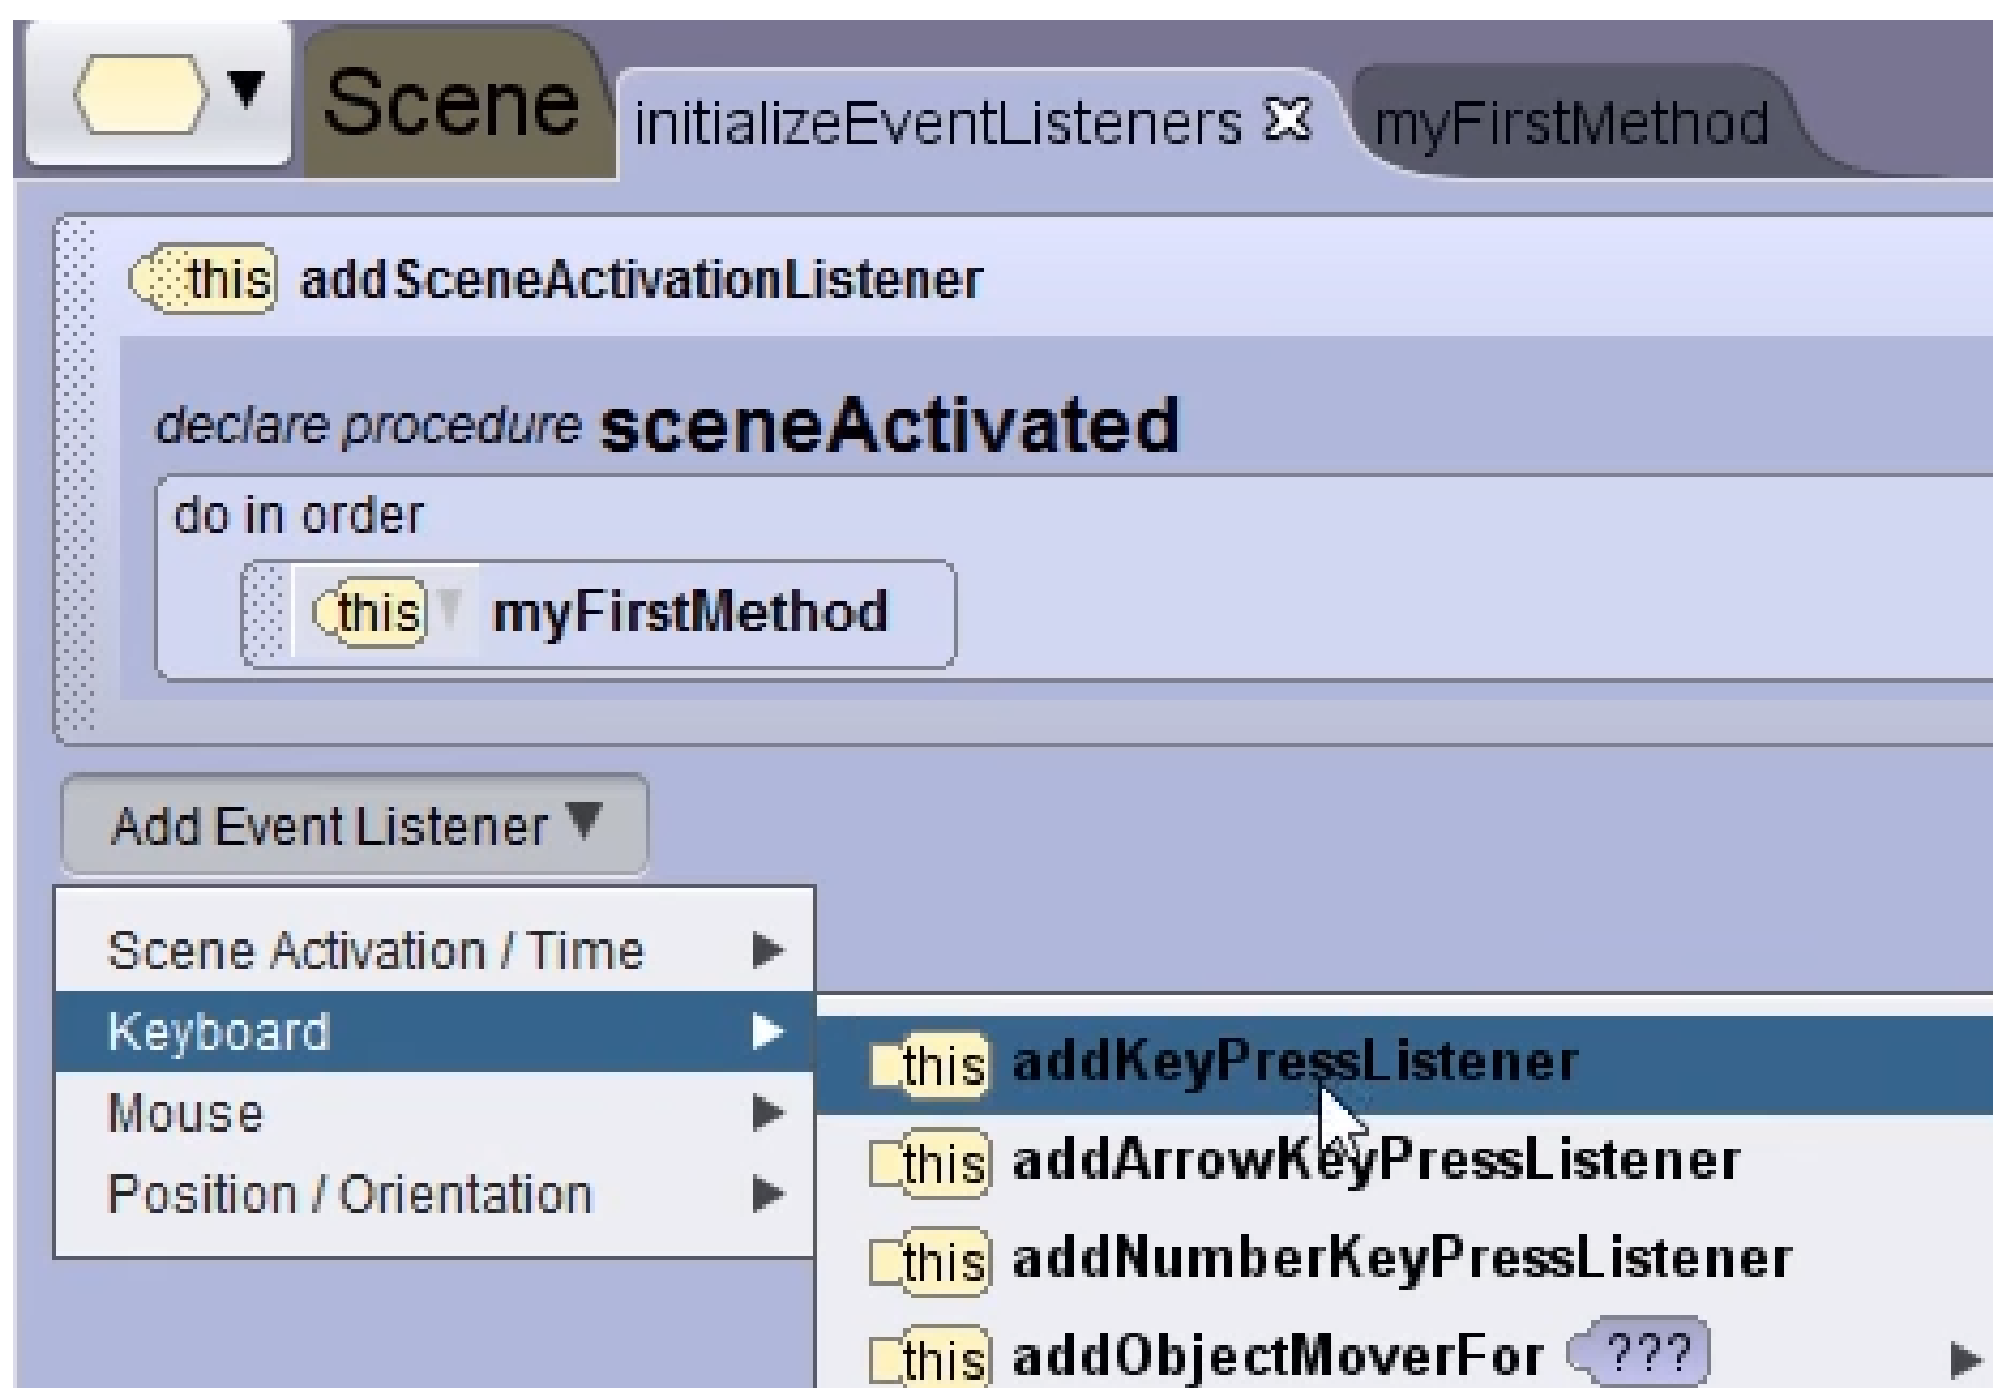 Scene initializeEventListeners myFirstMethod
this addSceneActivationListener
declare procedure sceneActivated
do in order
this myFirstMethod
Add Event Listener
Scene Activation / Time
Keyboard
Mouse
Position / Orientation
this addKeyPressListener
this addArrowKeyPressListener
this addNumberKeyPressListener
this addObjectMoverFor ???